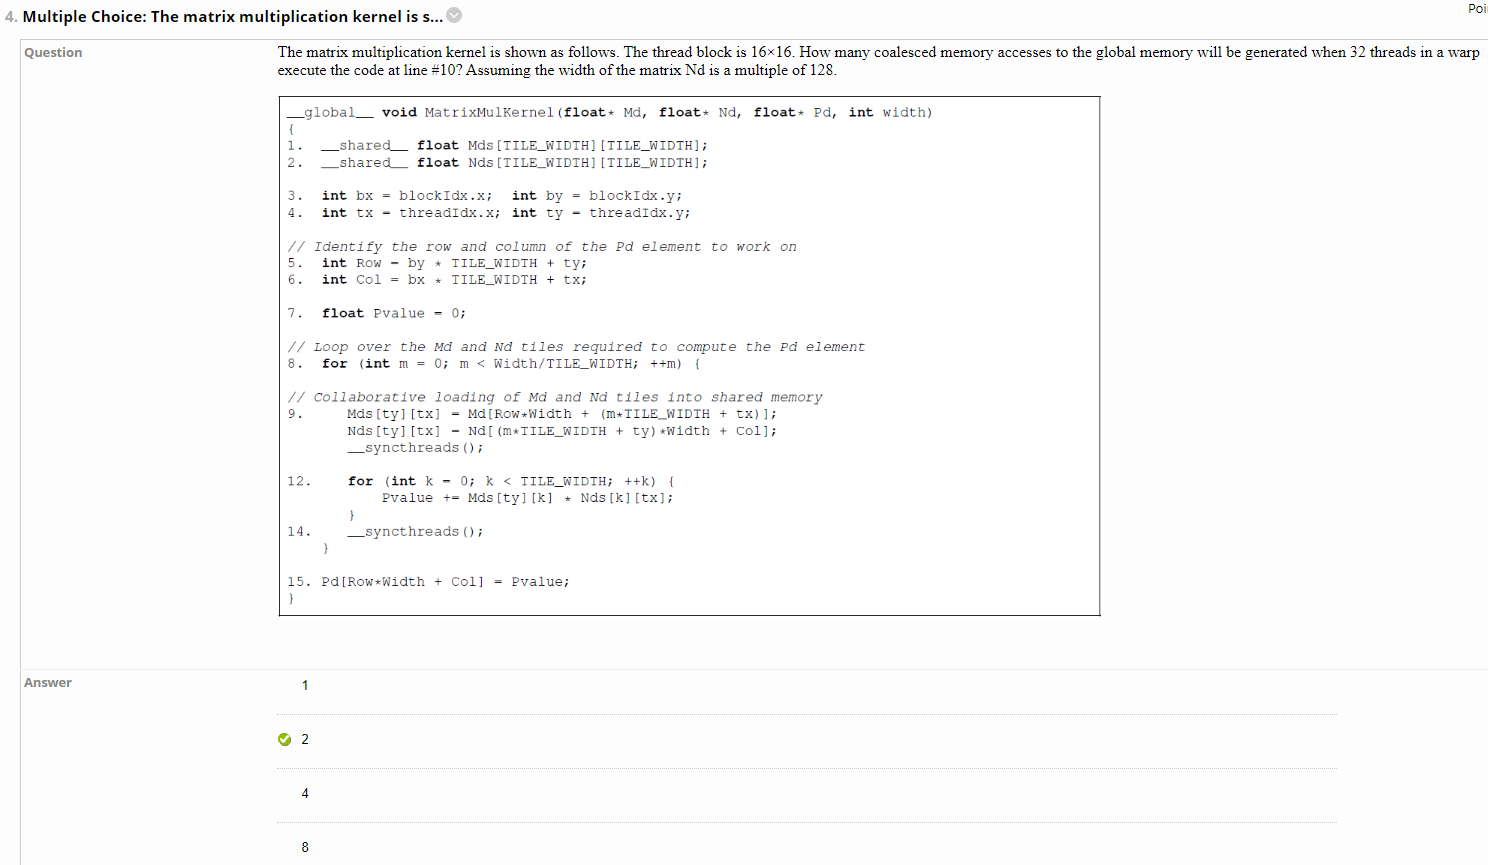 4. Multiple Choice: The matrix multiplication kernel is s...
Poi
Question
The matrix multiplication kernel is shown as follows. The thread block is 16×16. How many coalesced memory accesses to the global memory will be generated when 32 threads in a warp
execute the code at line #10? Assuming the width of the matrix Nd is a multiple of 128.
__global__ void MatrixMulKernel(float* Md, float* Nd, float* Pd, int width)
{
1. __shared__ float Mds[TILE_WIDTH][TILE_WIDTH];
2. __shared__ float Nds[TILE_WIDTH][TILE_WIDTH];
3. int bx = blockIdx.x; int by = blockIdx.y;
4. int tx = threadIdx.x; int ty = threadIdx.y;
// Identify the row and column of the Pd element to work on
5. int Row = by * TILE_WIDTH + ty;
6. int Col = bx * TILE_WIDTH + tx;
7. float Pvalue = 0;
// Loop over the Md and Nd tiles required to compute the Pd element
8. for (int m = 0; m < Width/TILE_WIDTH; ++m) {
// Collaborative loading of Md and Nd tiles into shared memory
9. Mds[ty][tx] = Md[Row*Width + (m*TILE_WIDTH + tx)];
Nds[ty][tx] = Nd[(m*TILE_WIDTH + ty)*Width + Col];
__syncthreads();
12. for (int k = 0; k < TILE_WIDTH; ++k) {
Pvalue += Mds[ty][k] * Nds[k][tx];
}
14. __syncthreads();
}
15. Pd[Row*Width + Col] = Pvalue;
}
Answer
1
2
4
8